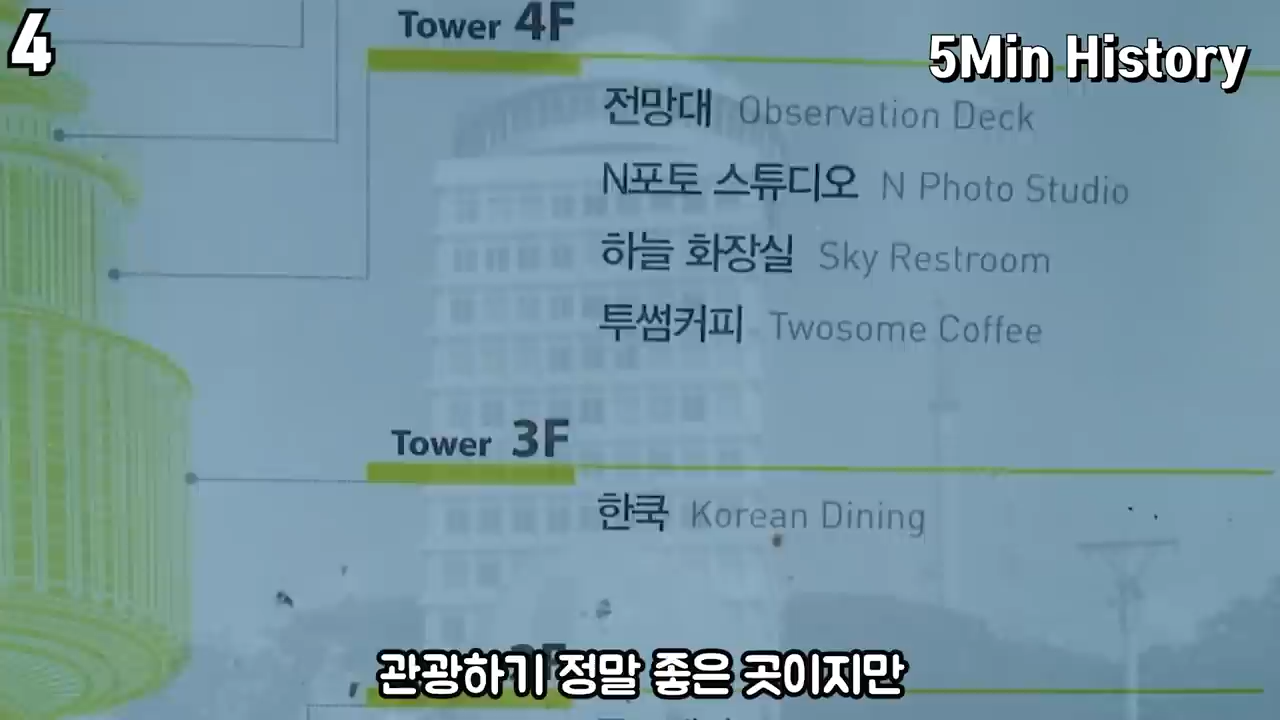 4
5Min History
Tower 4F
전망대 Observation Deck
N포토 스튜디오 N Photo Studio
하늘 화장실 Sky Restroom
투썸커피 Twosome Coffee
Tower 3F
한쿡 Korean Dining
관광하기 정말 좋은 곳이지만